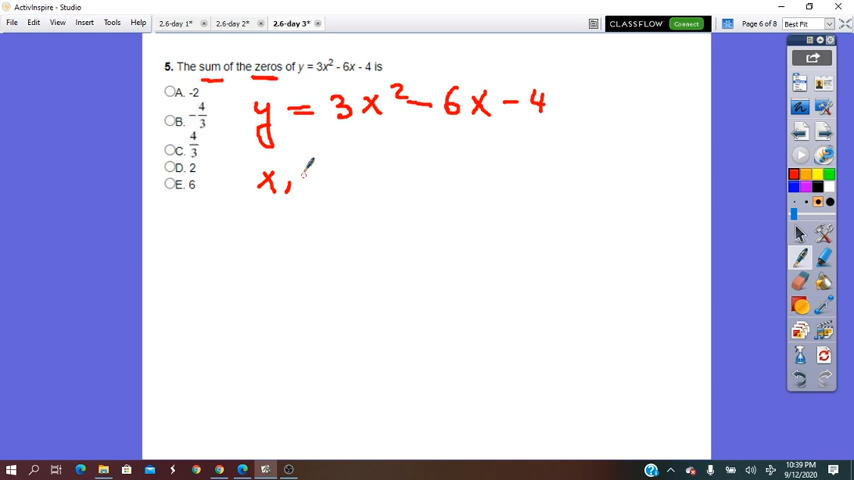 ActivInspire - Studio
File Edit View Insert Tools Help
2.6-day 1* 2.6-day 2* 2.6-day 3*
CLASSFLOW Connect
Page 6 of 8 Best Fit
5. The sum of the zeros of y = 3x² - 6x - 4 is
A. -2
B. -4/3
C. 4/3
D. 2
E. 6
y = 3x² - 6x - 4
x,
10:39 PM
9/12/2020